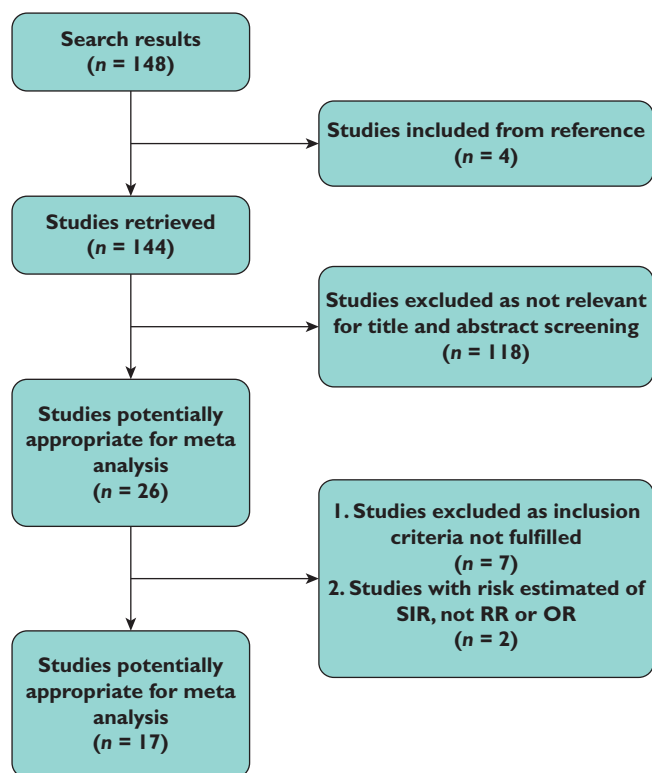 Search results
(n = 148)
Studies included from reference
(n = 4)
Studies retrieved
(n = 144)
Studies excluded as not relevant
for title and abstract screening
(n = 118)
Studies potentially
appropriate for meta
analysis
(n = 26)
1. Studies excluded as inclusion
criteria not fulfilled
(n = 7)
2. Studies with risk estimated of
SIR, not RR or OR
(n = 2)
Studies potentially
appropriate for meta
analysis
(n = 17)